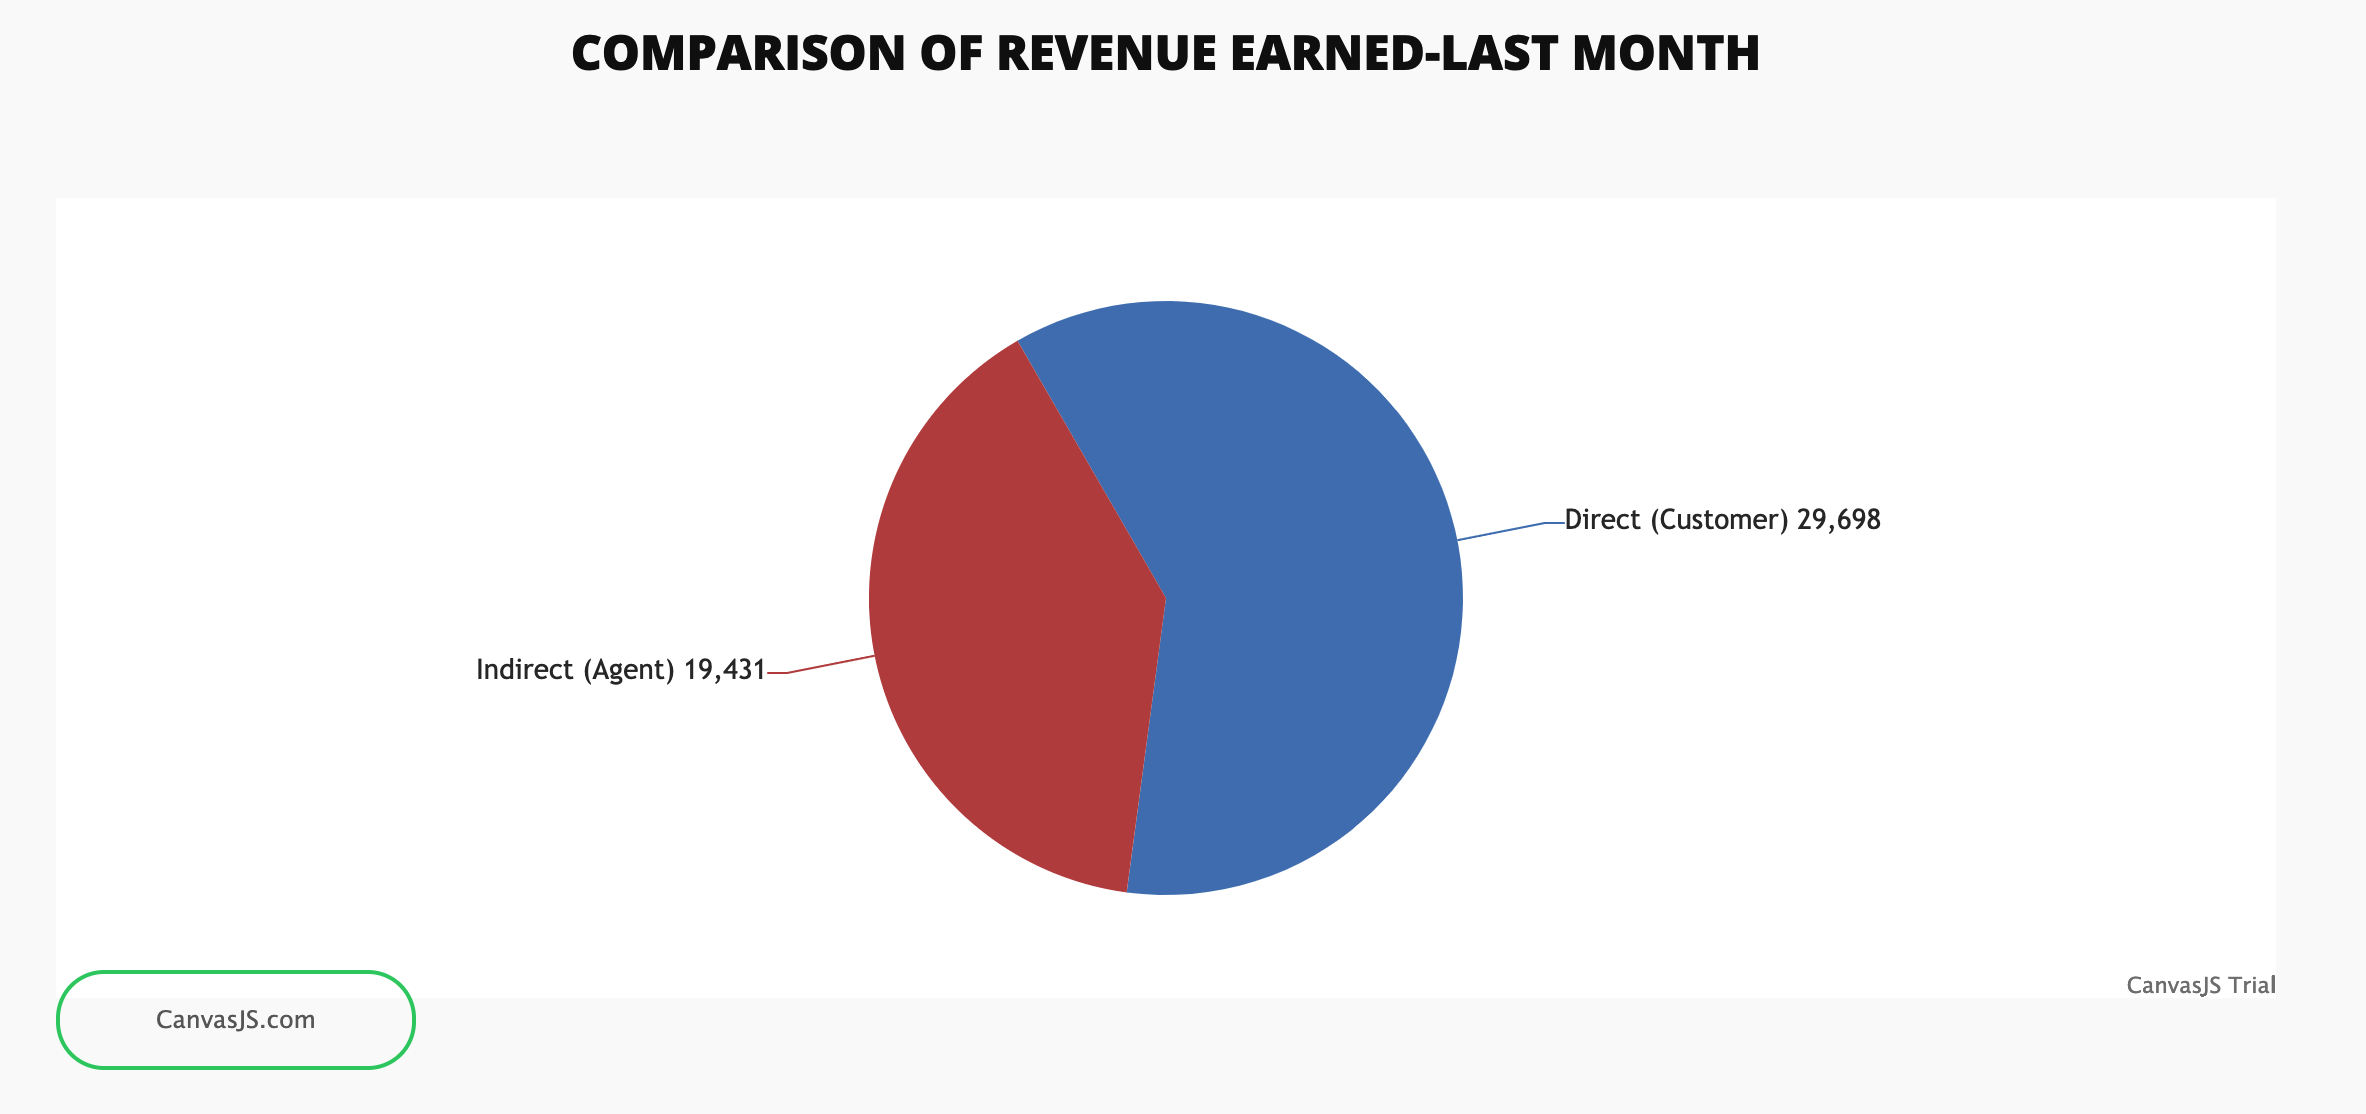 COMPARISON OF REVENUE EARNED-LAST MONTH
Direct (Customer) 29,698
Indirect (Agent) 19,431
CanvasJS Trial
CanvasJS.com